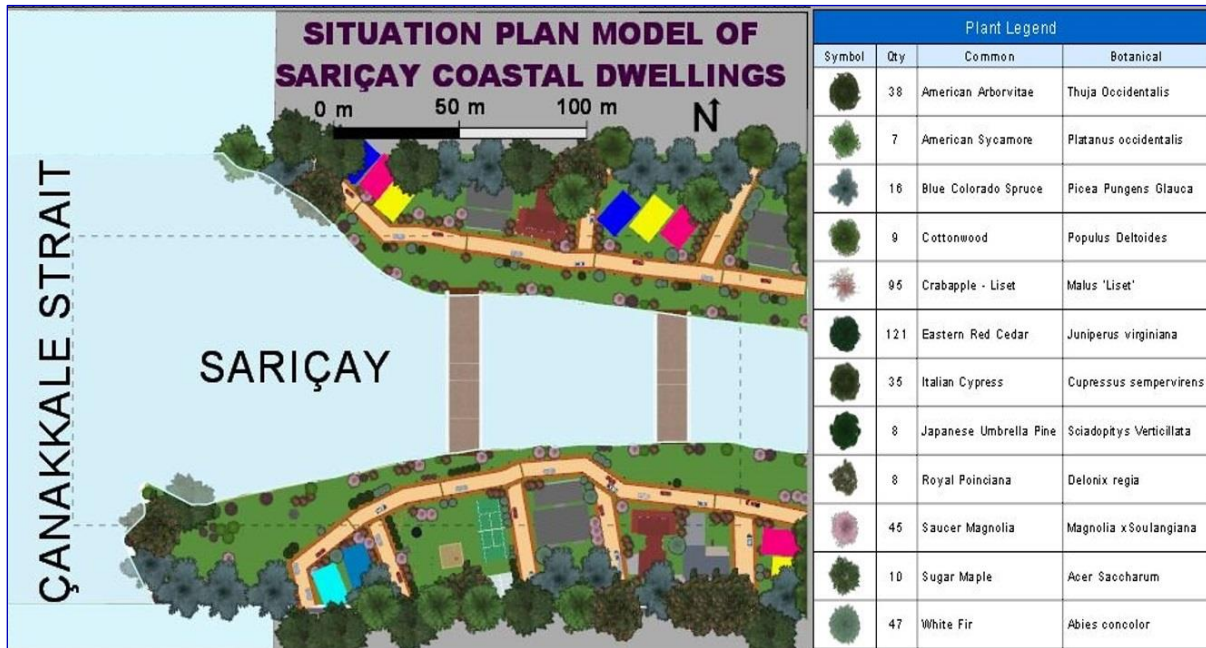 SITUATION PLAN MODEL OF
SARIÇAY COASTAL DWELLINGS
0 m 50 m 100 m
N
ÇANAKKALE STRAIT
SARIÇAY
Plant Legend
Symbol Qty Common Botanical
38 American Arborvitae Thuja Occidentalis
7 American Sycamore Platanus occidentalis
16 Blue Colorado Spruce Picea Pungens Glauca
9 Cottonwood Populus Deltoides
95 Crabapple - Liset Malus 'Liset'
121 Eastern Red Cedar Juniperus virginiana
35 Italian Cypress Cupressus sempervirens
8 Japanese Umbrella Pine Sciadopitys Verticillata
8 Royal Poinciana Delonix regia
45 Saucer Magnolia Magnolia xSoulangiana
10 Sugar Maple Acer Saccharum
47 White Fir Abies concolor